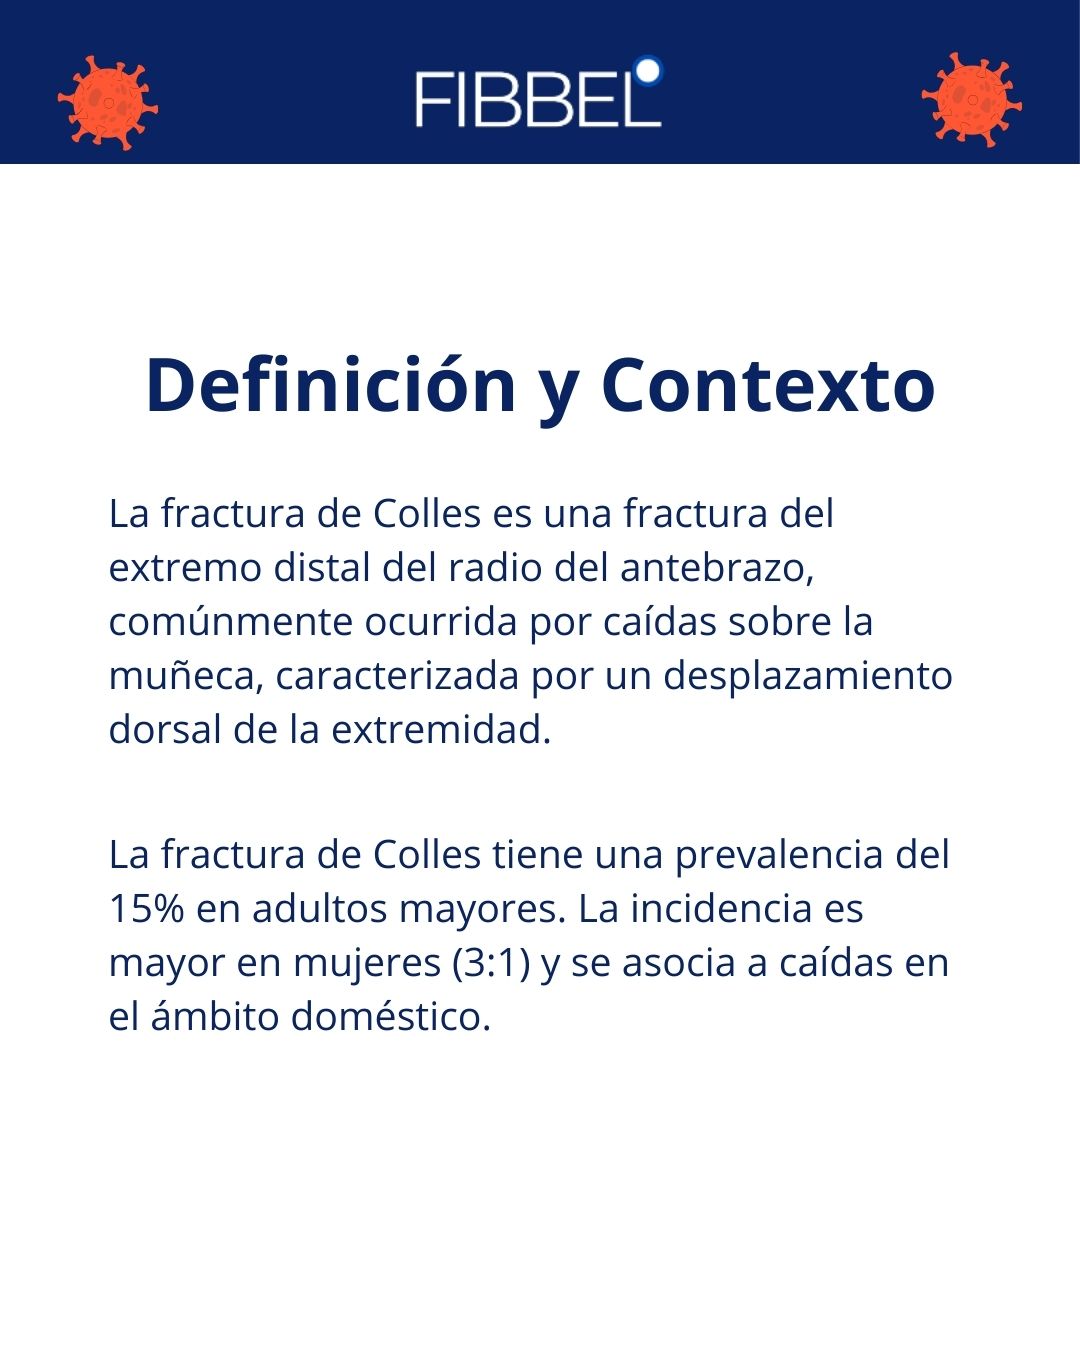 FIBBEL
Definición y Contexto
La fractura de Colles es una fractura del
extremo distal del radio del antebrazo,
comúnmente ocurrida por caídas sobre la
muñeca, caracterizada por un desplazamiento
dorsal de la extremidad.
La fractura de Colles tiene una prevalencia del
15% en adultos mayores. La incidencia es
mayor en mujeres (3:1) y se asocia a caídas en
el ámbito doméstico.